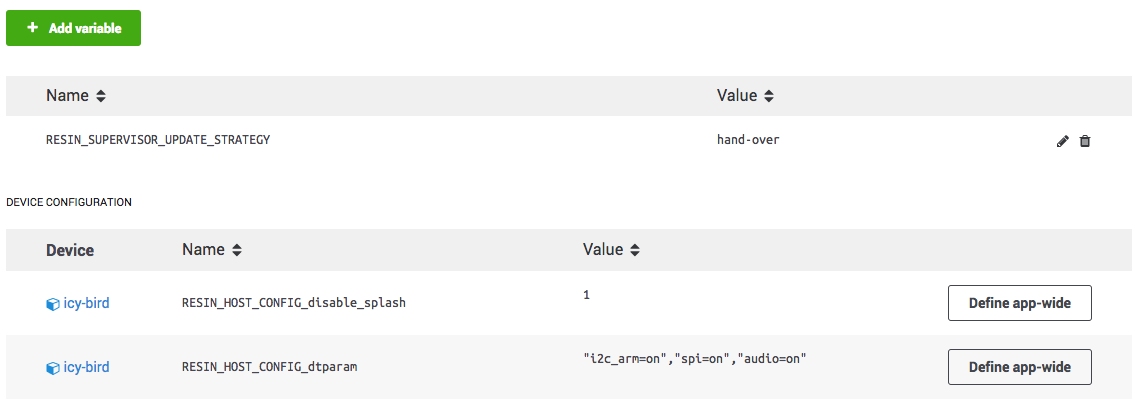 + Add variable
Name Value
RESIN_SUPERVISOR_UPDATE_STRATEGY hand-over
DEVICE CONFIGURATION
Device Name Value
icy-bird RESIN_HOST_CONFIG_disable_splash 1 Define app-wide
icy-bird RESIN_HOST_CONFIG_dtparam "i2c_arm=on","spi=on","audio=on" Define app-wide